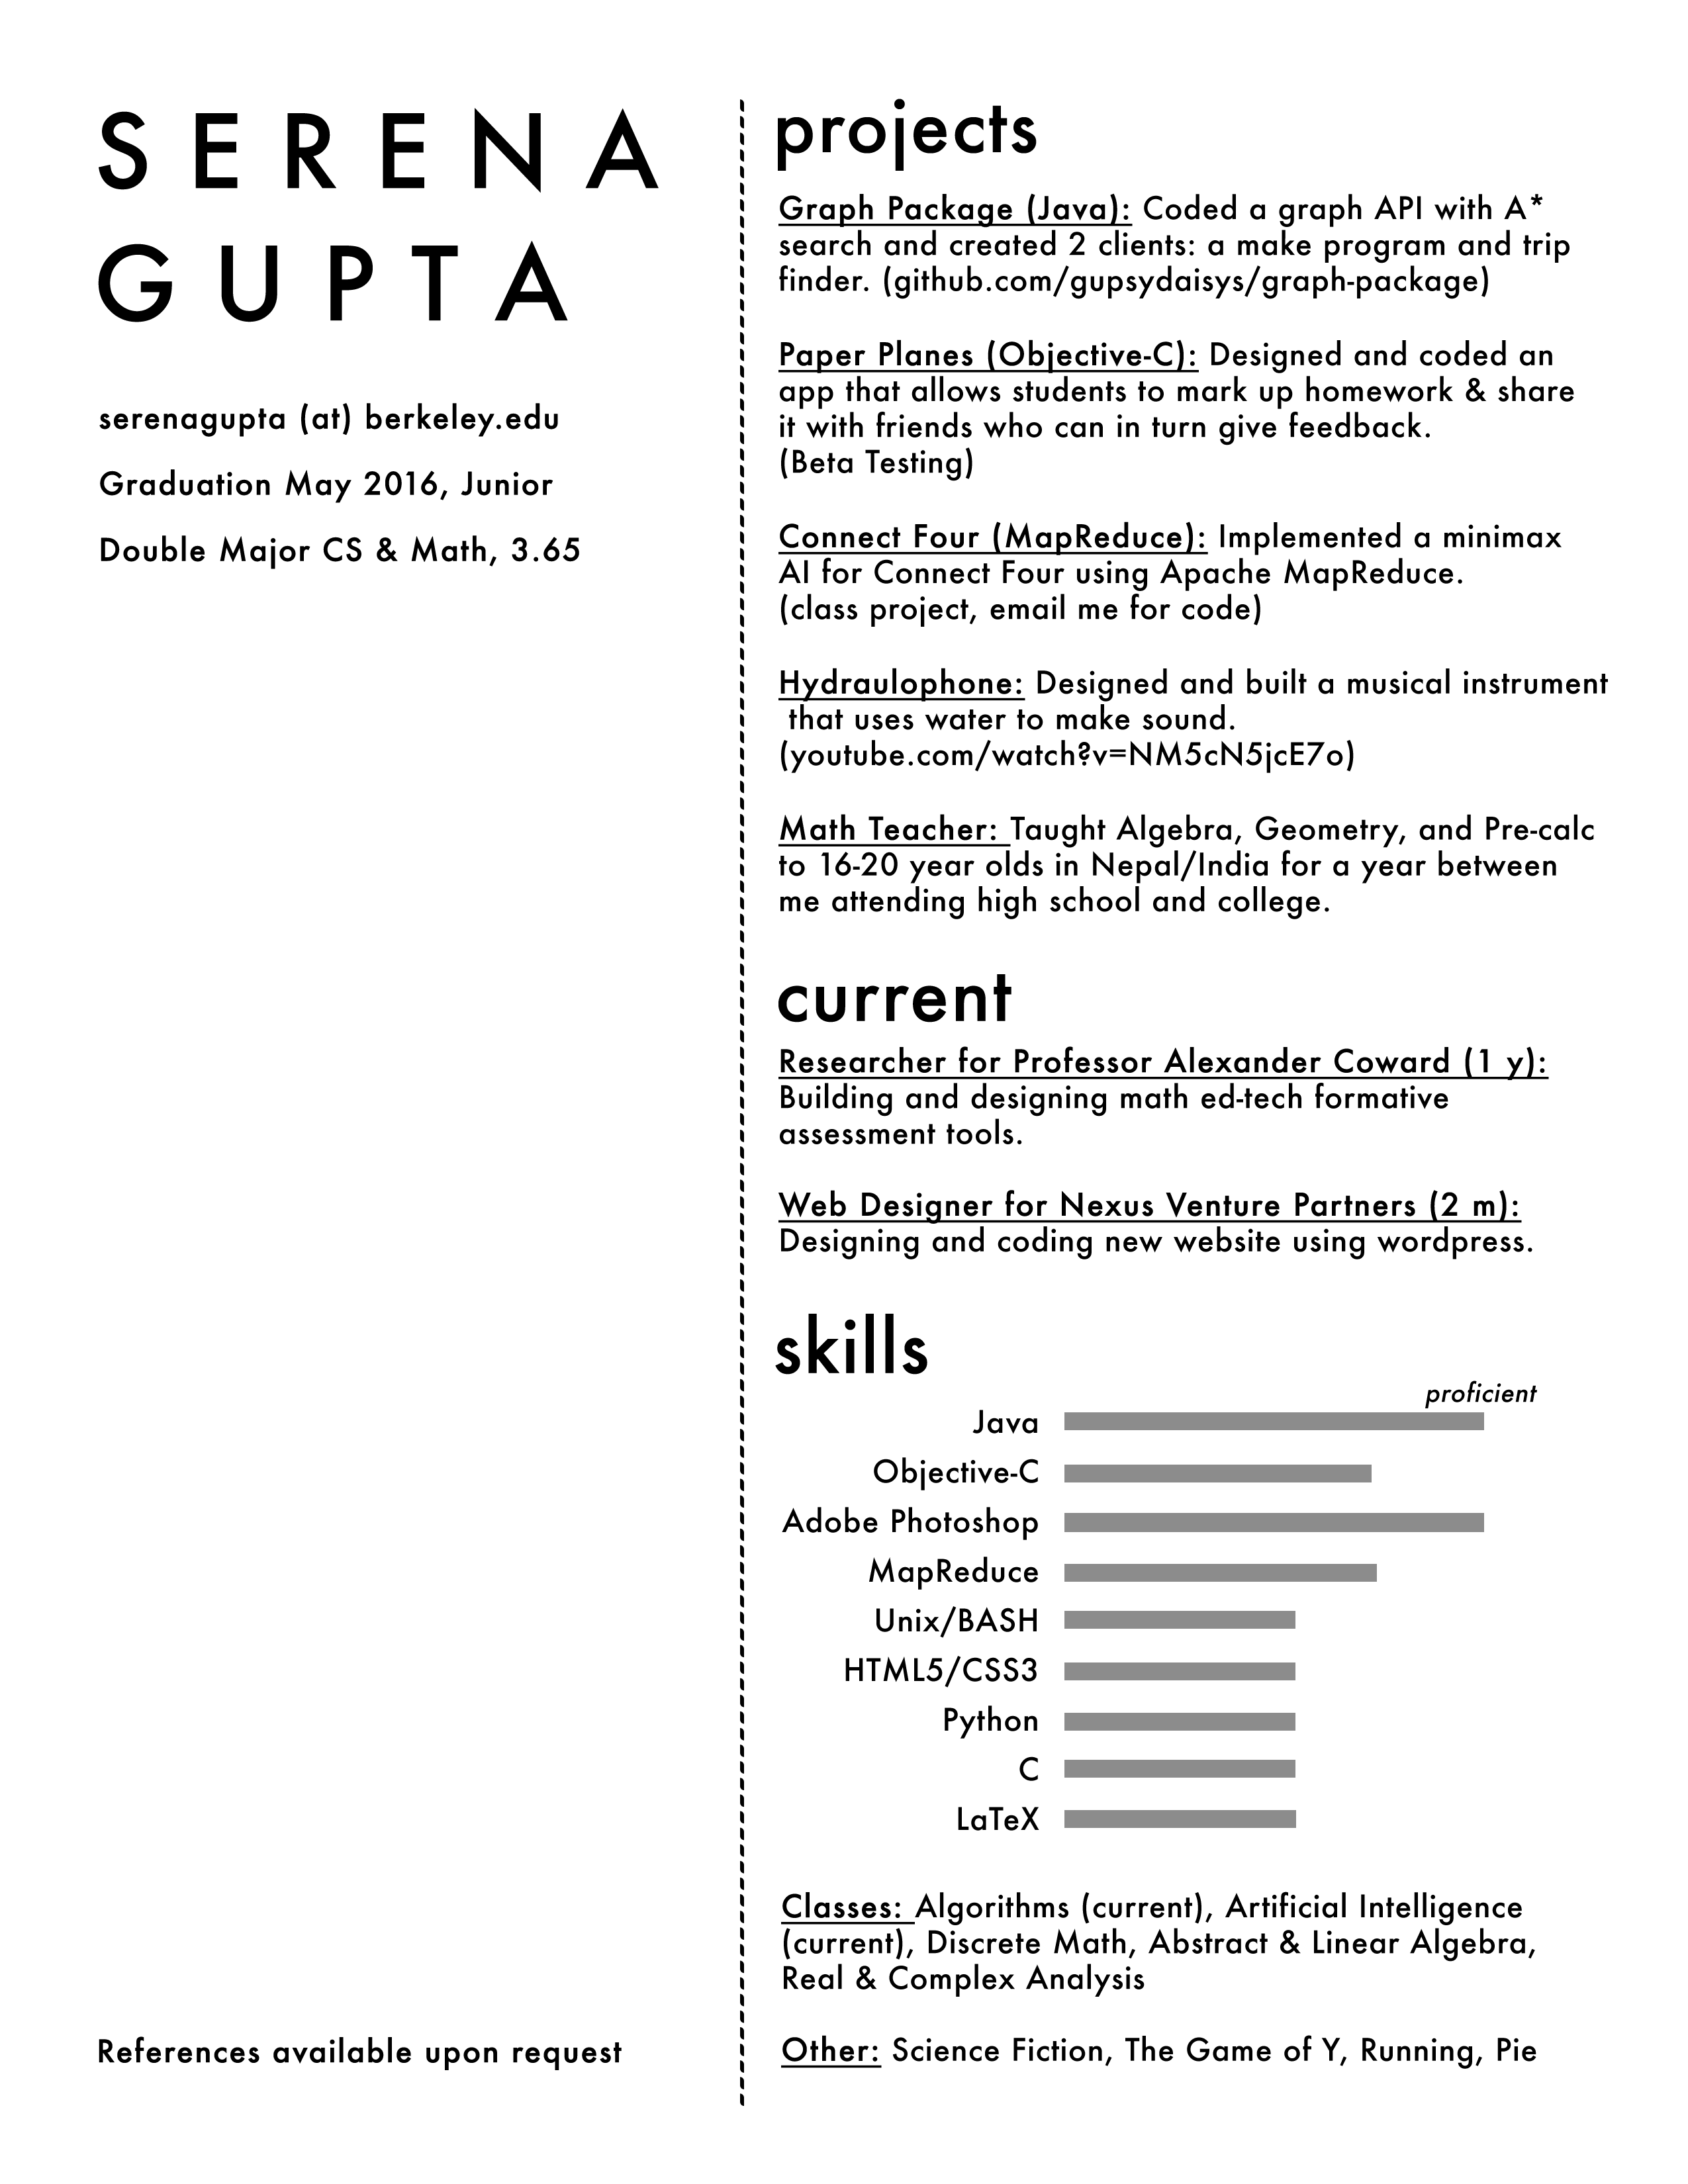 SERENA
GUPTA
serenagupta (at) berkeley.edu
Graduation May 2016, Junior
Double Major CS & Math, 3.65
References available upon request
projects
Graph Package (Java): Coded a graph API with A*
search and created 2 clients: a make program and trip
finder. (github.com/gupsydaisys/graph-package)
Paper Planes (Objective-C): Designed and coded an
app that allows students to mark up homework & share
it with friends who can in turn give feedback.
(Beta Testing)
Connect Four (MapReduce): Implemented a minimax
AI for Connect Four using Apache MapReduce.
(class project, email me for code)
Hydraulophone: Designed and built a musical instrument
that uses water to make sound.
(youtube.com/watch?v=NM5cN5jcE7o)
Math Teacher: Taught Algebra, Geometry, and Pre-calc
to 16-20 year olds in Nepal/India for a year between
me attending high school and college.
current
Researcher for Professor Alexander Coward (1 y):
Building and designing math ed-tech formative
assessment tools.
Web Designer for Nexus Venture Partners (2 m):
Designing and coding new website using wordpress.
skills
proficient
Java
Objective-C
Adobe Photoshop
MapReduce
Unix/BASH
HTML5/CSS3
Python
C
LaTeX
Classes: Algorithms (current), Artificial Intelligence
(current), Discrete Math, Abstract & Linear Algebra,
Real & Complex Analysis
Other: Science Fiction, The Game of Y, Running, Pie